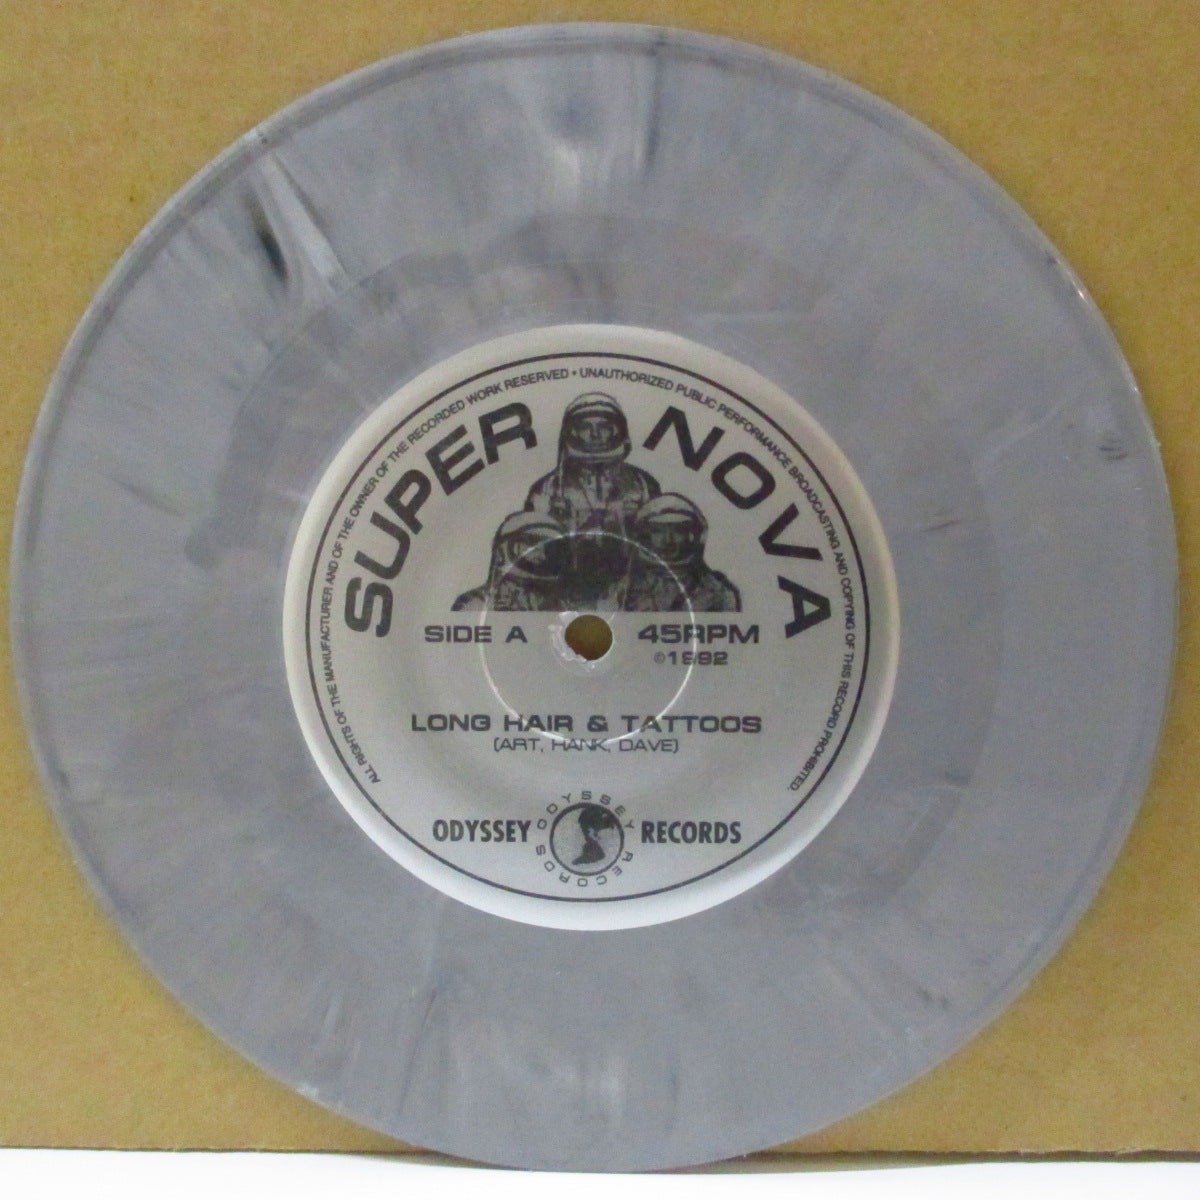 ALL RIGHTS OF THE MANUFACTURER AND OF THE OWNER OF THE RECORDED WORK RESERVED • UNAUTHORIZED PUBLIC PERFORMANCE BROADCASTING AND COPYING OF THIS RECORD PROHIBITED.
SUPER NOVA
SIDE A 45RPM
©1992
LONG HAIR & TATTOOS
(ART, HANK, DAVE)
ODYSSEY RECORDS
ODYSSEY RECORDS